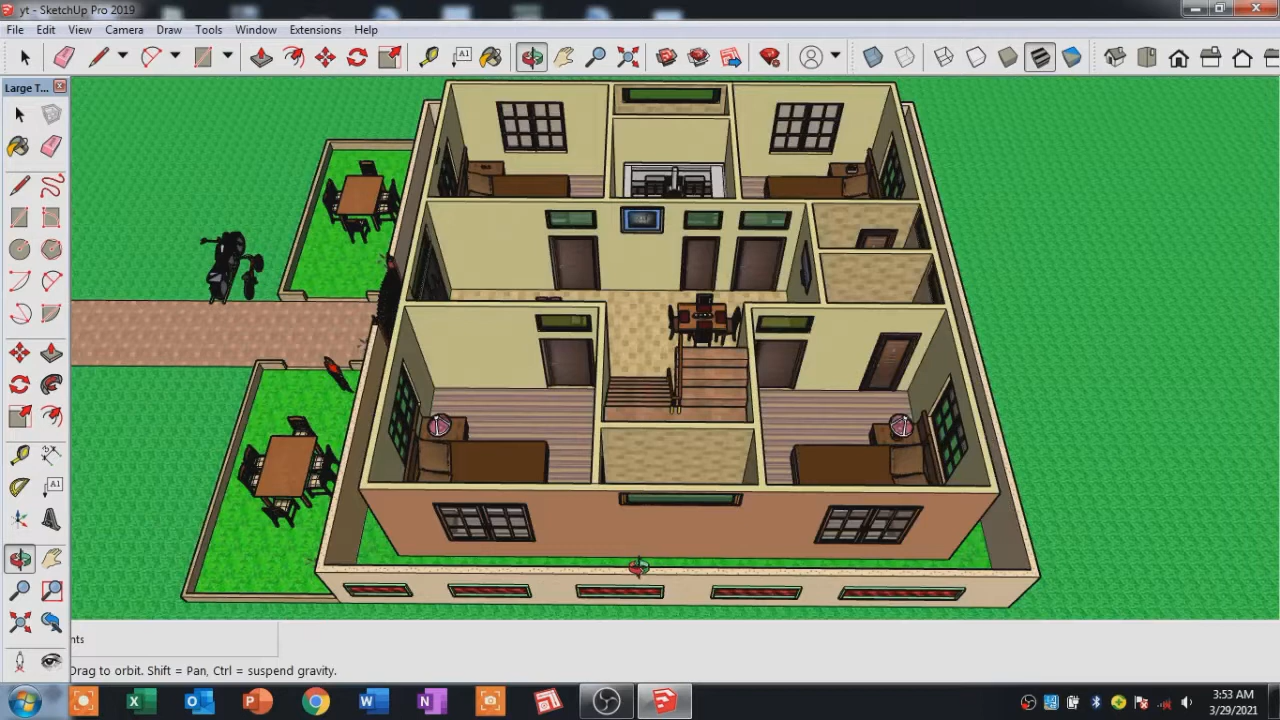 yt - SketchUp Pro 2019
File Edit View Camera Draw Tools Window Extensions Help
Large T...
nts
Drag to orbit. Shift = Pan, Ctrl = suspend gravity.
3:53 AM
3/29/2021